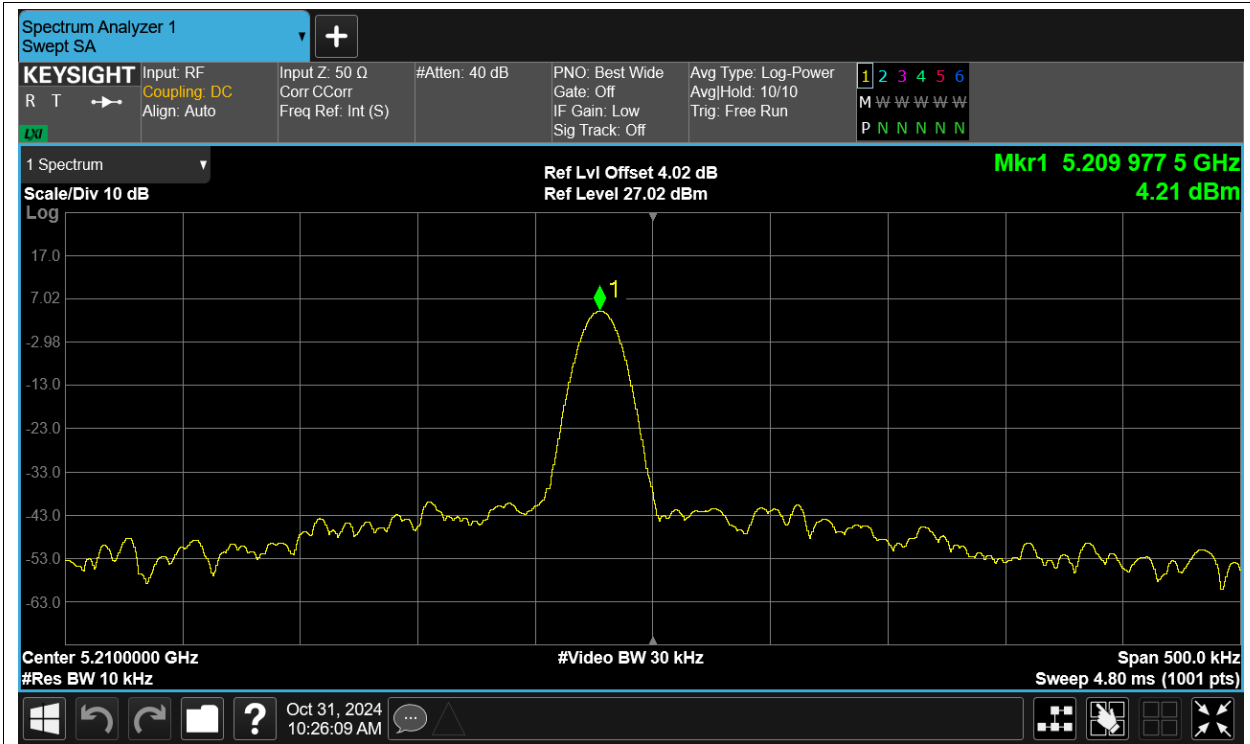 Spectrum Analyzer 1
Swept SA
KEYSIGHT
R T
LXI
Input: RF
Coupling: DC
Align: Auto
Input Z: 50 Ω
Corr CCorr
Freq Ref: Int (S)
#Atten: 40 dB
PNO: Best Wide
Gate: Off
IF Gain: Low
Sig Track: Off
Avg Type: Log-Power
Avg|Hold: 10/10
Trig: Free Run
1 2 3 4 5 6
M W W W W W
P N N N N N
1 Spectrum
Scale/Div 10 dB
Log
Ref Lvl Offset 4.02 dB
Ref Level 27.02 dBm
Mkr1 5.209 977 5 GHz
4.21 dBm
17.0
7.02
1
-2.98
-13.0
-23.0
-33.0
-43.0
-53.0
-63.0
Center 5.2100000 GHz
#Video BW 30 kHz
Span 500.0 kHz
#Res BW 10 kHz
Sweep 4.80 ms (1001 pts)
?
Oct 31, 2024
10:26:09 AM